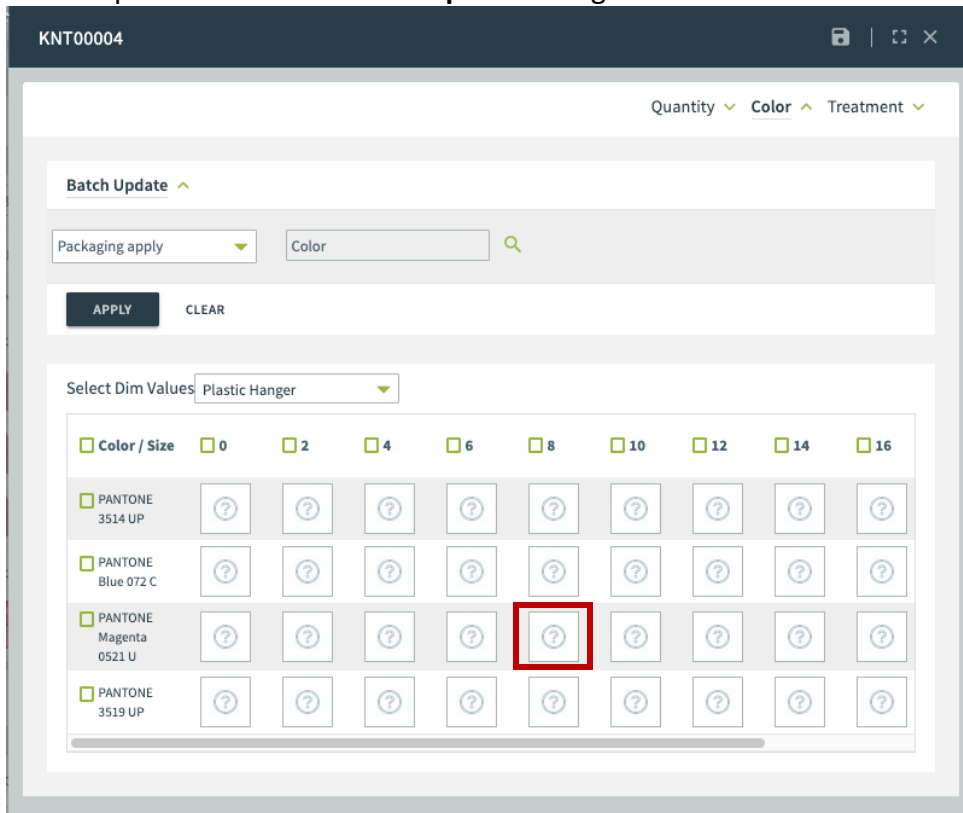 KNT00004
Quantity Color Treatment
Batch Update
Packaging apply Color
APPLY CLEAR
Select Dim Values Plastic Hanger
Color / Size 0 2 4 6 8 10 12 14 16
PANTONE
3514 UP
PANTONE
Blue 072 C
PANTONE
Magenta
0521 U
PANTONE
3519 UP